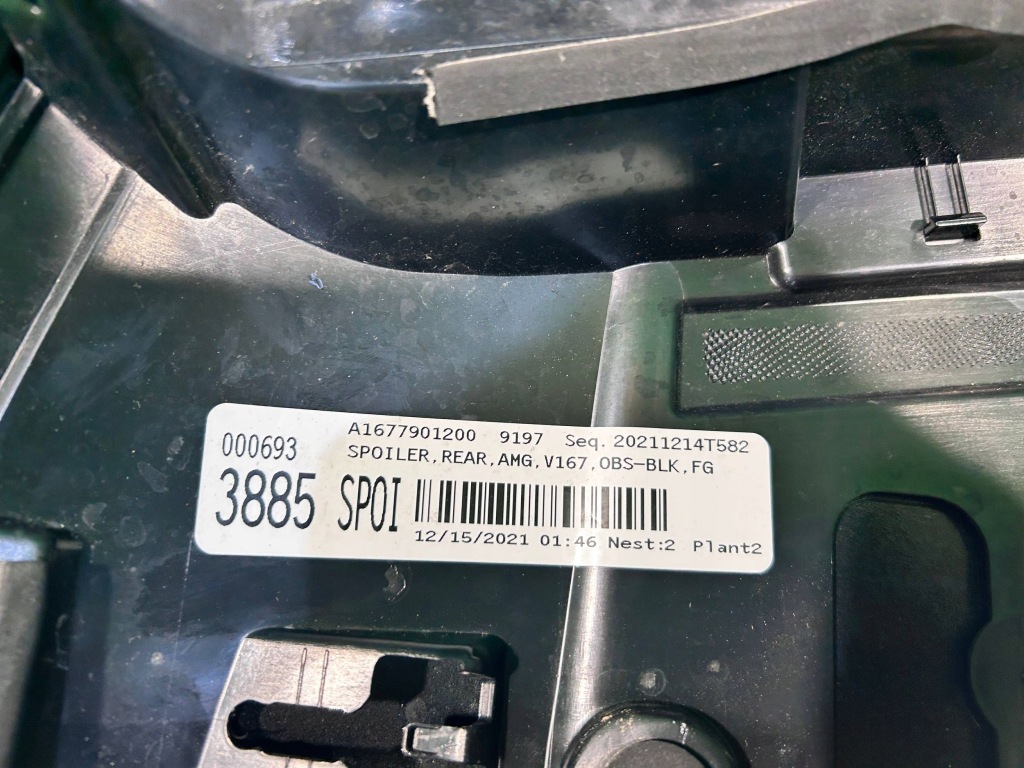 A1677901200 9197 Seq. 20211214T582
000693 SPOILER,REAR,AMG,V167,OBS-BLK,FG
3885 SPOI
12/15/2021 01:46 Nest:2 Plant2